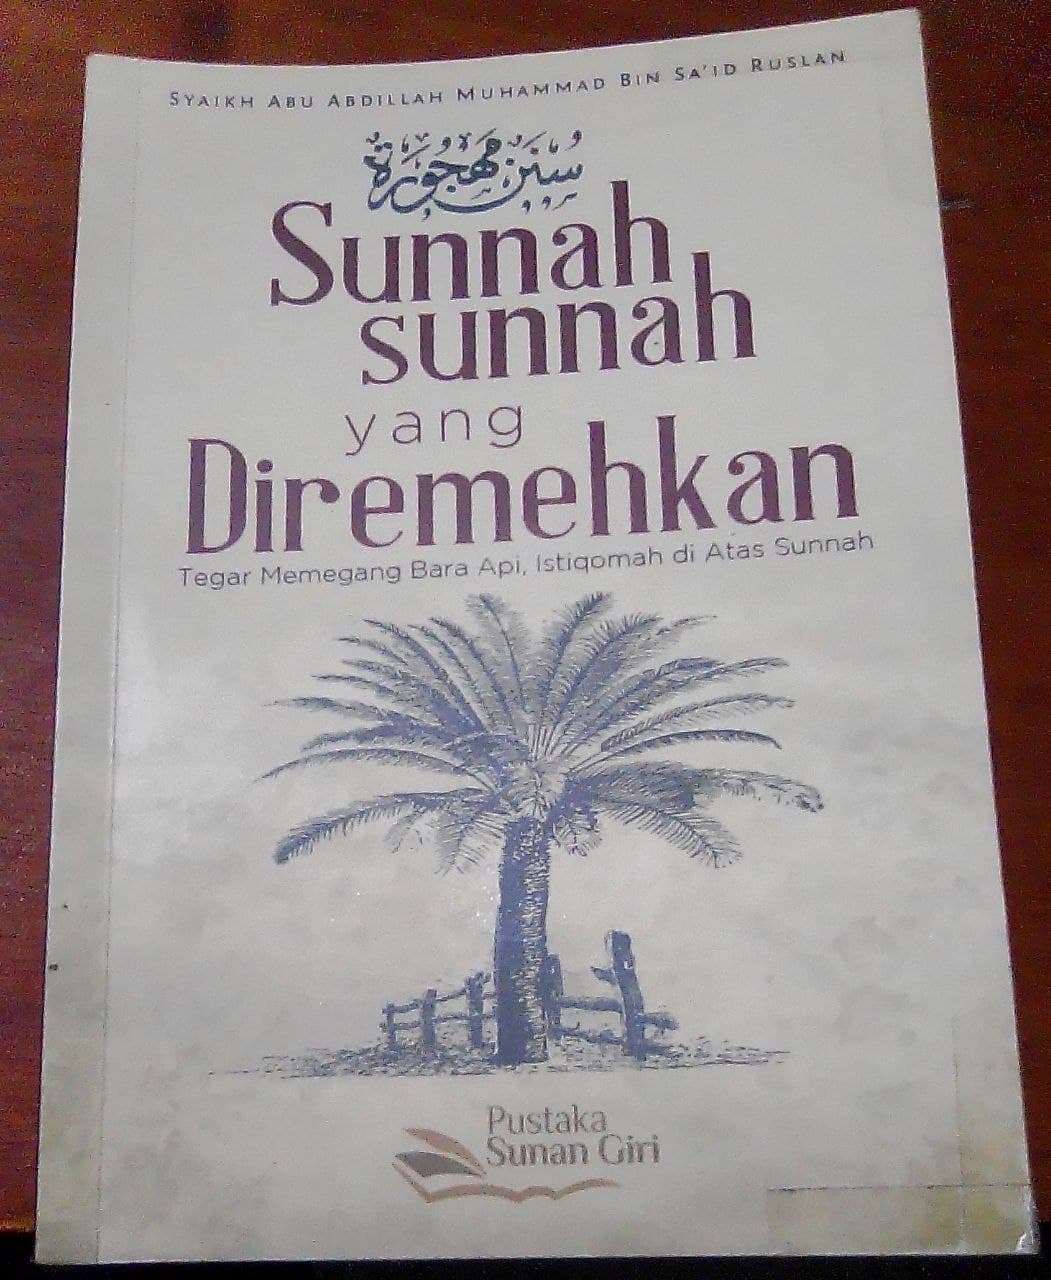 SYAIKH ABU ABDILLAH MUHAMMAD BIN SA'ID RUSLAN
سنن مهجورة
Sunnah
sunnah
yang
Diremehkan
Tegar Memegang Bara Api, Istiqomah di Atas Sunnah
Pustaka
Sunan Giri